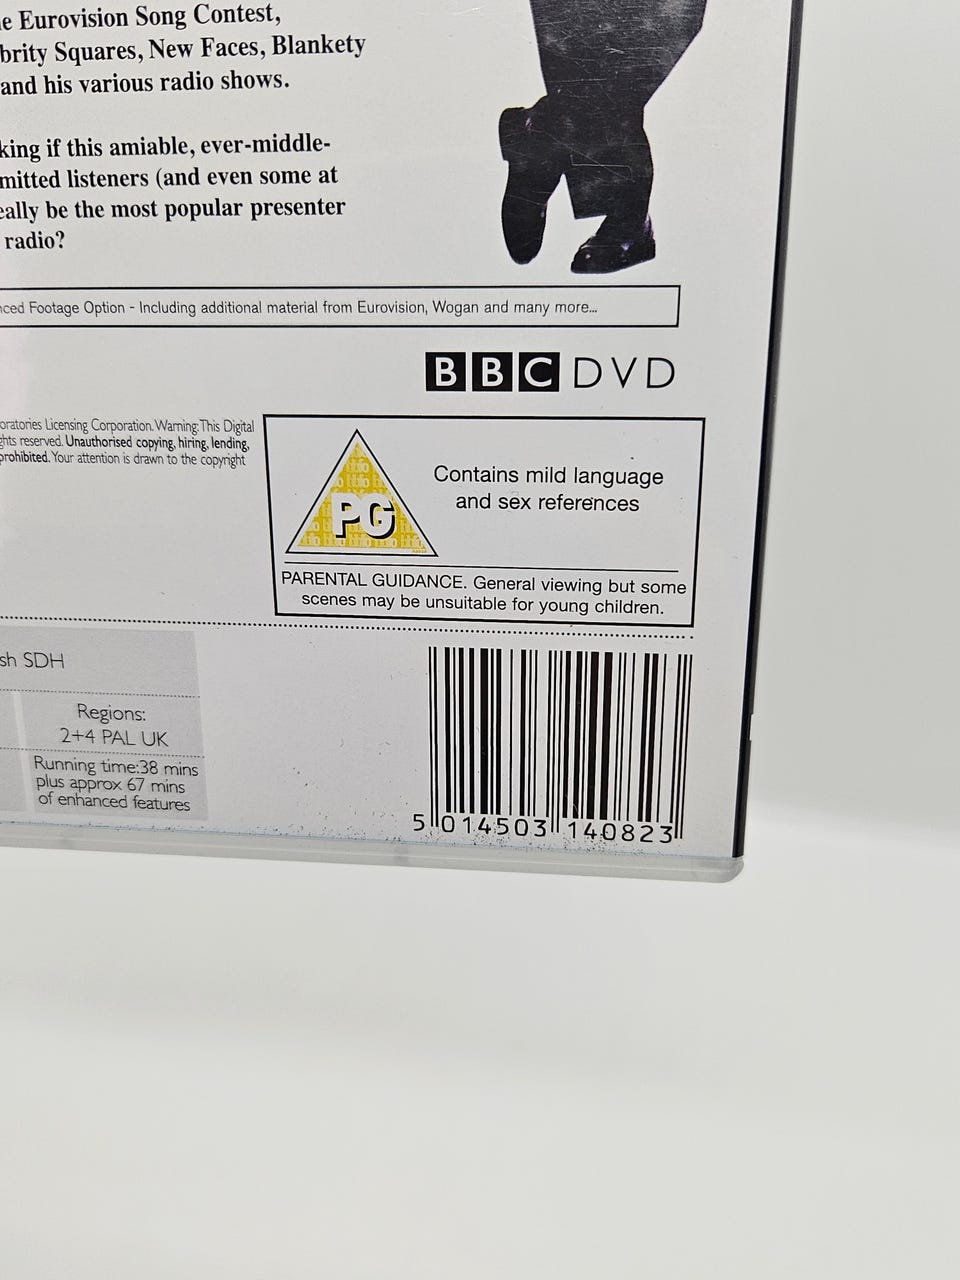 e Eurovision Song Contest,
brity Squares, New Faces, Blankety
and his various radio shows.
king if this amiable, ever-middle-
mitted listeners (and even some at
eally be the most popular presenter
radio?
nced Footage Option - Including additional material from Eurovision, Wogan and many more...
BBC DVD
oratories Licensing Corporation. Warning: This Digital
ghts reserved. Unauthorised copying, hiring, lending,
prohibited. Your attention is drawn to the copyright
PG
Contains mild language
and sex references
PARENTAL GUIDANCE. General viewing but some
scenes may be unsuitable for young children.
sh SDH
Regions:
2+4 PAL UK
Running time:38 mins
plus approx 67 mins
of enhanced features
5 014503 140823